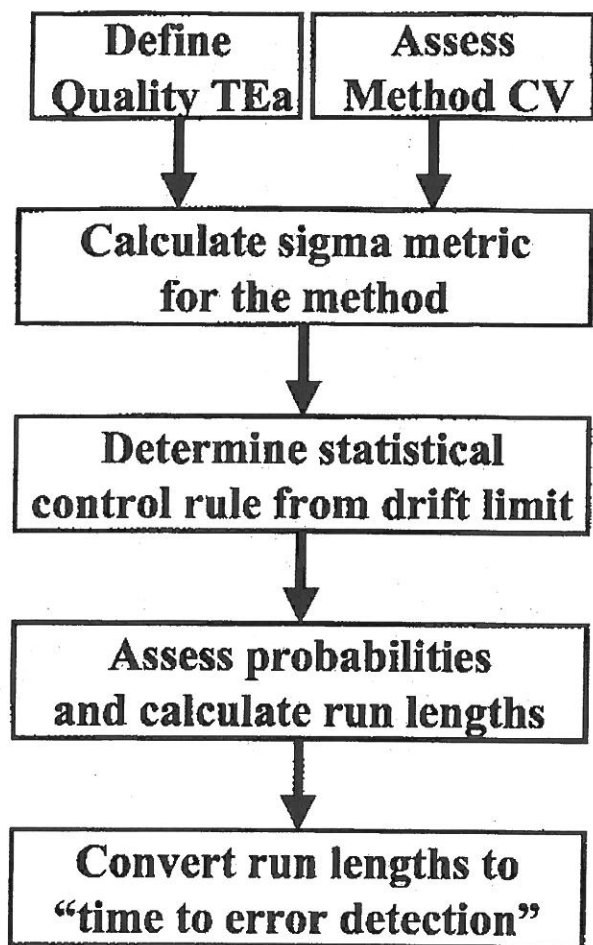 Define
Quality TEa
Assess
Method CV
Calculate sigma metric
for the method
Determine statistical
control rule from drift limit
Assess probabilities
and calculate run lengths
Convert run lengths to
“time to error detection”